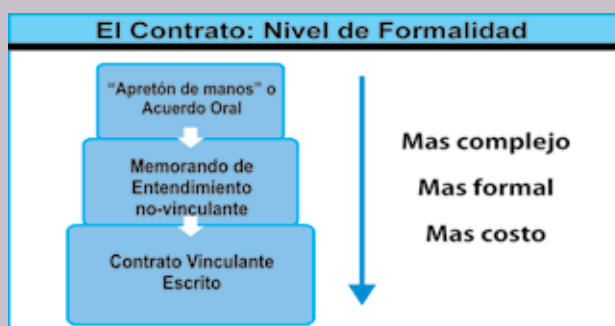 El Contrato: Nivel de Formalidad
“Apretón de manos” o
Acuerdo Oral
Memorando de
Entendimiento
no-vinculante
Contrato Vinculante
Escrito
Mas complejo
Mas formal
Mas costo